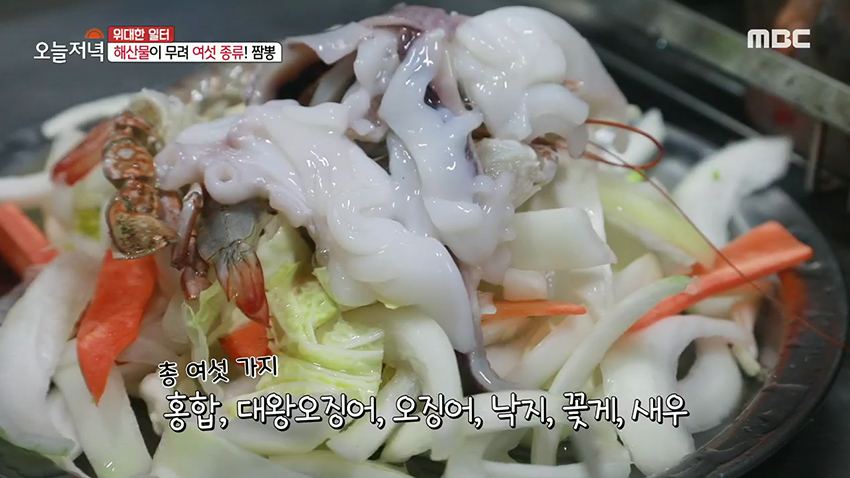 위대한 일터
오늘저녁
해산물이 무려 여섯 종류! 짬뽕
MBC
총 여섯 가지
홍합, 대왕오징어, 오징어, 낙지, 꽃게, 새우